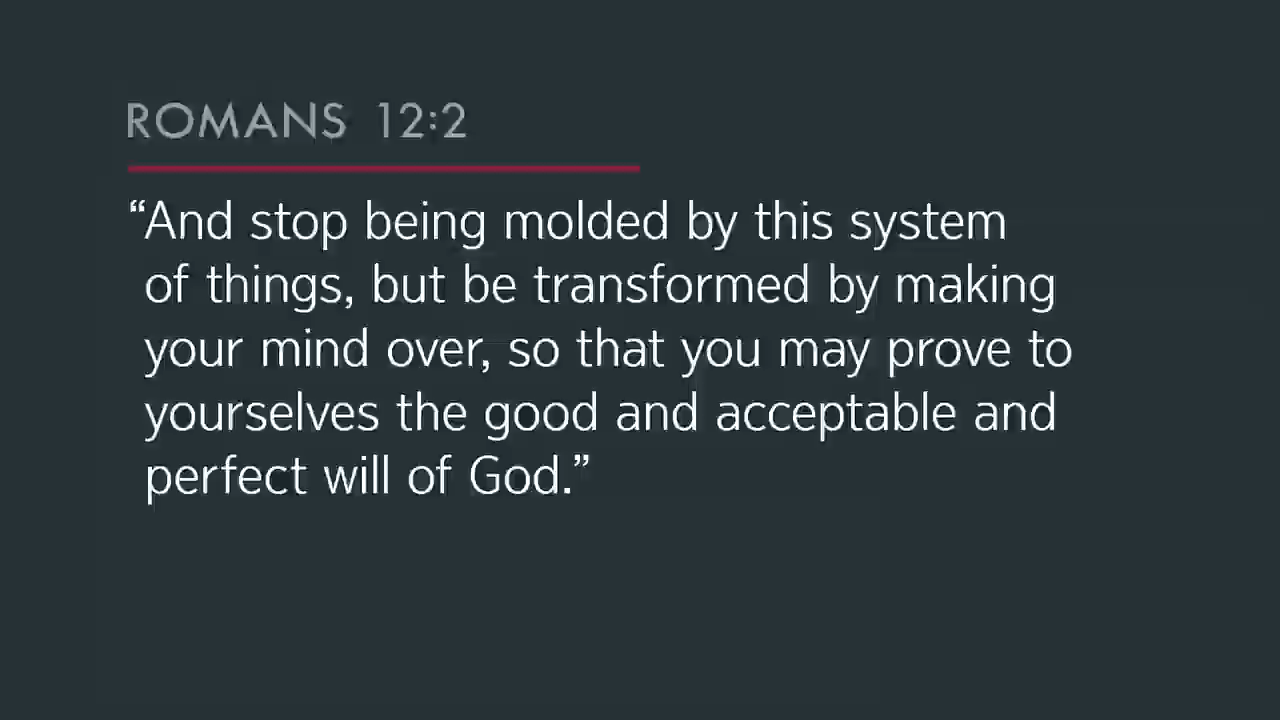 ROMANS 12:2
“And stop being molded by this system
of things, but be transformed by making
your mind over, so that you may prove to
yourselves the good and acceptable and
perfect will of God.”